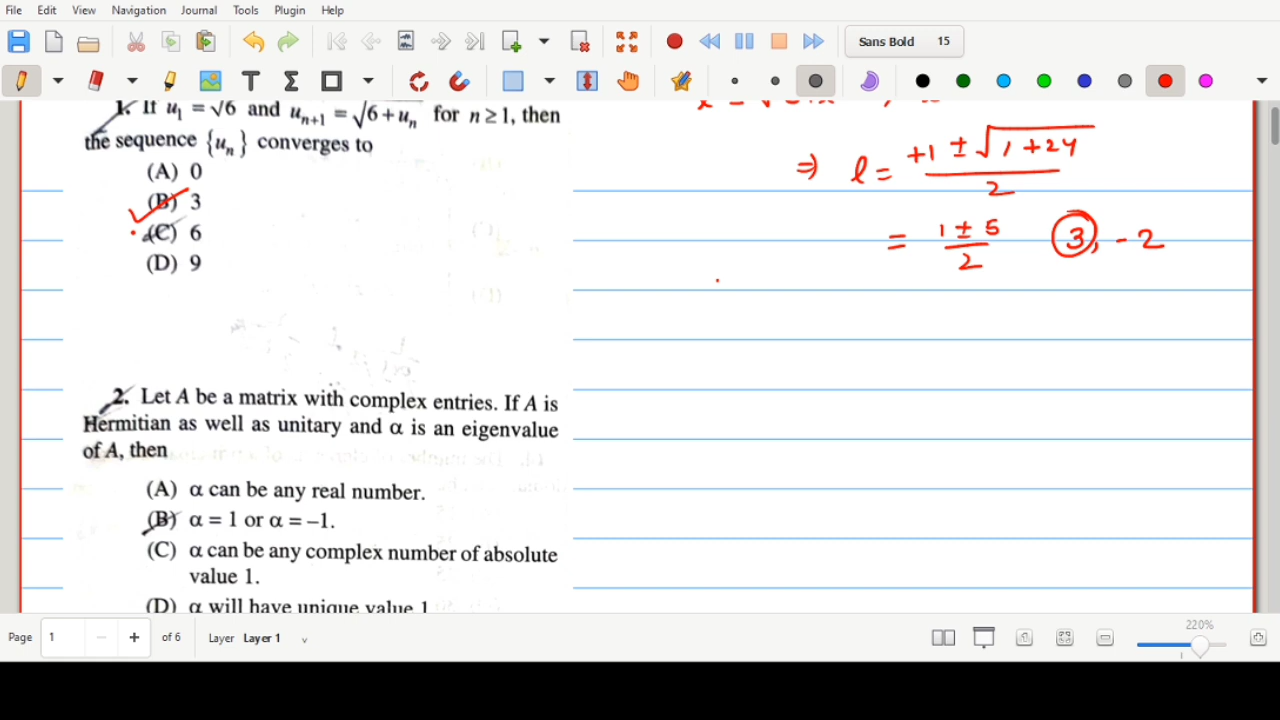 File Edit View Navigation Journal Tools Plugin Help
Sans Bold 15
1. If u₁ = √6 and uₙ₊₁ = √6+uₙ for n ≥ 1, then
the sequence {uₙ} converges to
(A) 0
(B) 3
(C) 6
(D) 9
⇒ l = +1 ± √1+24 / 2
= 1 ± 5 / 2 3, -2
2. Let A be a matrix with complex entries. If A is
Hermitian as well as unitary and α is an eigenvalue
of A, then
(A) α can be any real number.
(B) α = 1 or α = –1.
(C) α can be any complex number of absolute
value 1.
(D) α will have unique value 1
Page 1 of 6 Layer Layer 1
220%